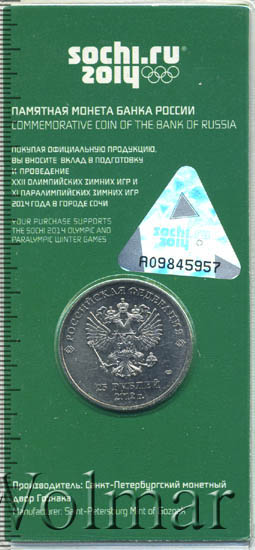 sochi.ru
2014
ПАМЯТНАЯ МОНЕТА БАНКА РОССИИ
COMMEMORATIVE COIN OF THE BANK OF RUSSIA
ПОКУПАЯ ОФИЦИАЛЬНУЮ ПРОДУКЦИЮ,
ВЫ ВНОСИТЕ ВКЛАД В ПОДГОТОВКУ
И ПРОВЕДЕНИЕ
XXII ОЛИМПИЙСКИХ ЗИМНИХ ИГР И
XI ПАРАЛИМПИЙСКИХ ЗИМНИХ ИГР
2014 ГОДА В ГОРОДЕ СОЧИ
YOUR PURCHASE SUPPORTS
THE SOCHI 2014 OLYMPIC AND
PARALYMPIC WINTER GAMES
sochi.ru
2014
A09845957
РОССИЙСКАЯ ФЕДЕРАЦИЯ
25 РУБЛЕЙ
2012 г.
Производитель: Санкт-Петербургский монетный
двор Гознака
Manufacturer: Saint-Petersburg Mint of Goznak
Volmar